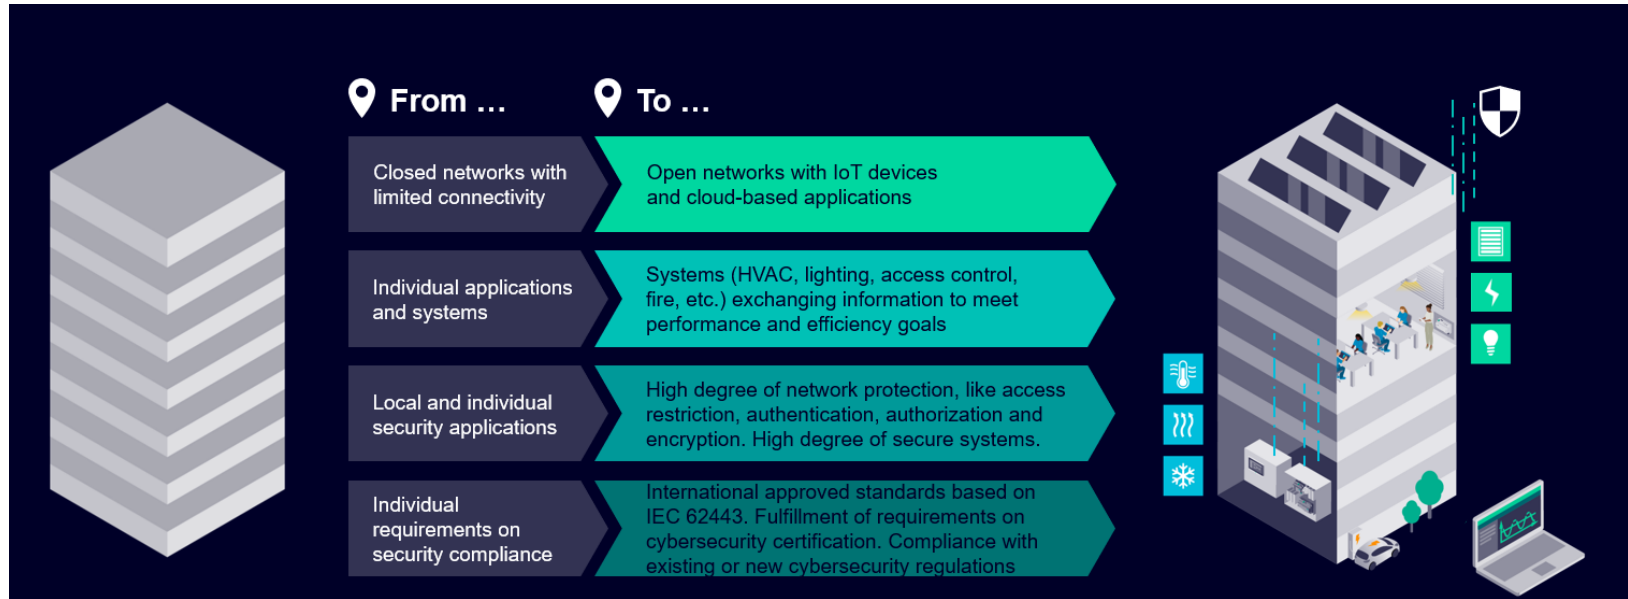 From ...
To ...
Closed networks with
limited connectivity
Open networks with IoT devices
and cloud-based applications
Individual applications
and systems
Systems (HVAC, lighting, access control,
fire, etc.) exchanging information to meet
performance and efficiency goals
Local and individual
security applications
High degree of network protection, like access
restriction, authentication, authorization and
encryption. High degree of secure systems.
Individual
requirements on
security compliance
International approved standards based on
IEC 62443. Fulfillment of requirements on
cybersecurity certification. Compliance with
existing or new cybersecurity regulations